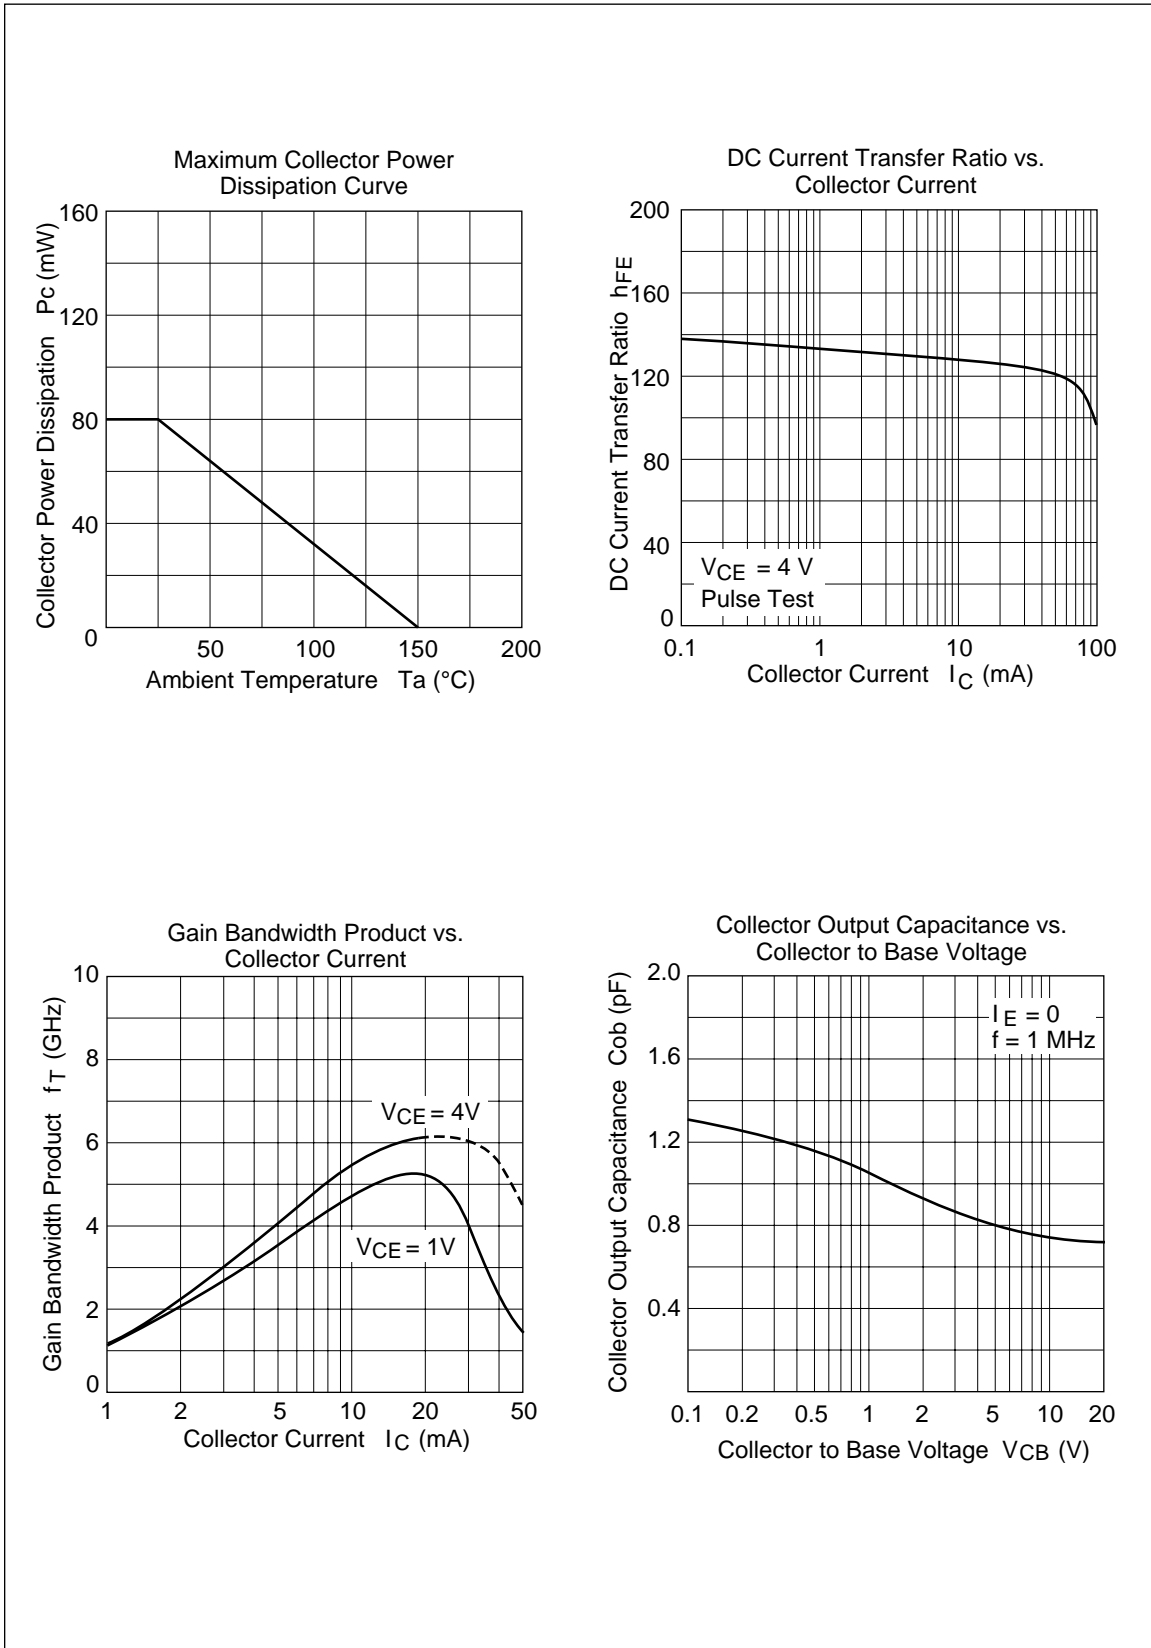 Maximum Collector Power
Dissipation Curve
160
120
80
40
0
50 100 150 200
Collector Power Dissipation Pc (mW)
Ambient Temperature Ta (°C)
DC Current Transfer Ratio vs.
Collector Current
200
160
120
80
40
0
0.1 1 10 100
DC Current Transfer Ratio hFE
VCE = 4 V
Pulse Test
Collector Current IC (mA)
Gain Bandwidth Product vs.
Collector Current
10
8
6
4
2
0
1 2 5 10 20 50
Gain Bandwidth Product fT (GHz)
VCE = 4V
VCE = 1V
Collector Current IC (mA)
Collector Output Capacitance vs.
Collector to Base Voltage
2.0
1.6
1.2
0.8
0.4
0.1 0.2 0.5 1 2 5 10 20
Collector Output Capacitance Cob (pF)
IE = 0
f = 1 MHz
Collector to Base Voltage VCB (V)